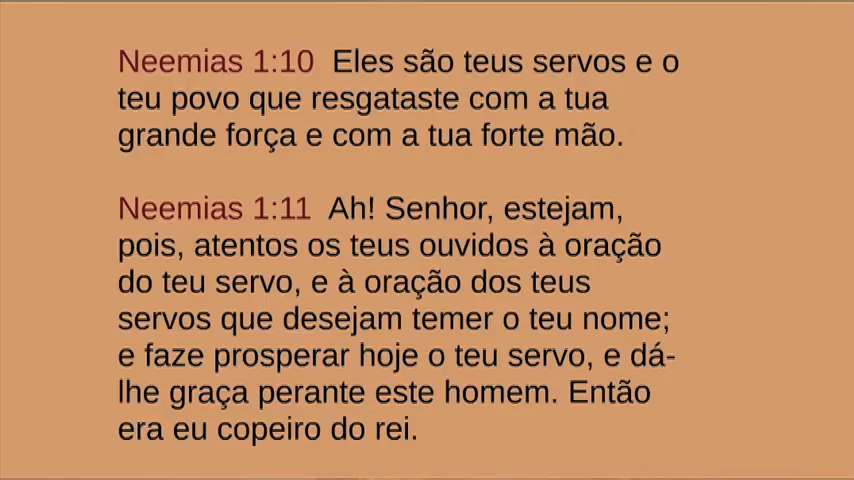 Neemias 1:10 Eles são teus servos e o
teu povo que resgataste com a tua
grande força e com a tua forte mão.
Neemias 1:11 Ah! Senhor, estejam,
pois, atentos os teus ouvidos à oração
do teu servo, e à oração dos teus
servos que desejam temer o teu nome;
e faze prosperar hoje o teu servo, e dá-
lhe graça perante este homem. Então
era eu copeiro do rei.